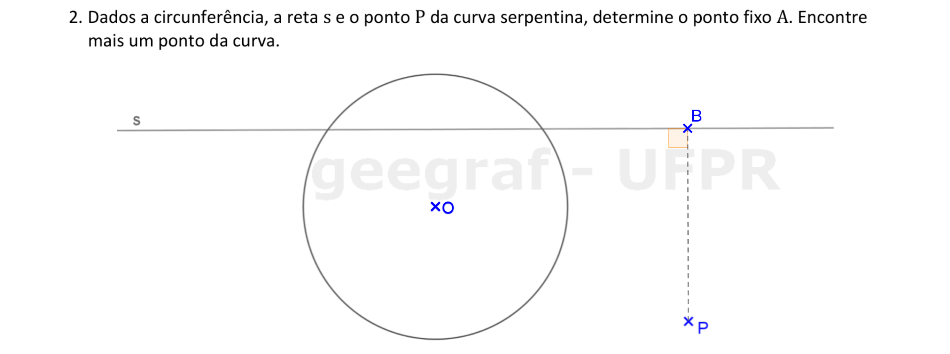 2. Dados a circunferência, a reta s e o ponto P da curva serpentina, determine o ponto fixo A. Encontre
mais um ponto da curva.
s
B
geegraf - UFPR
O
P